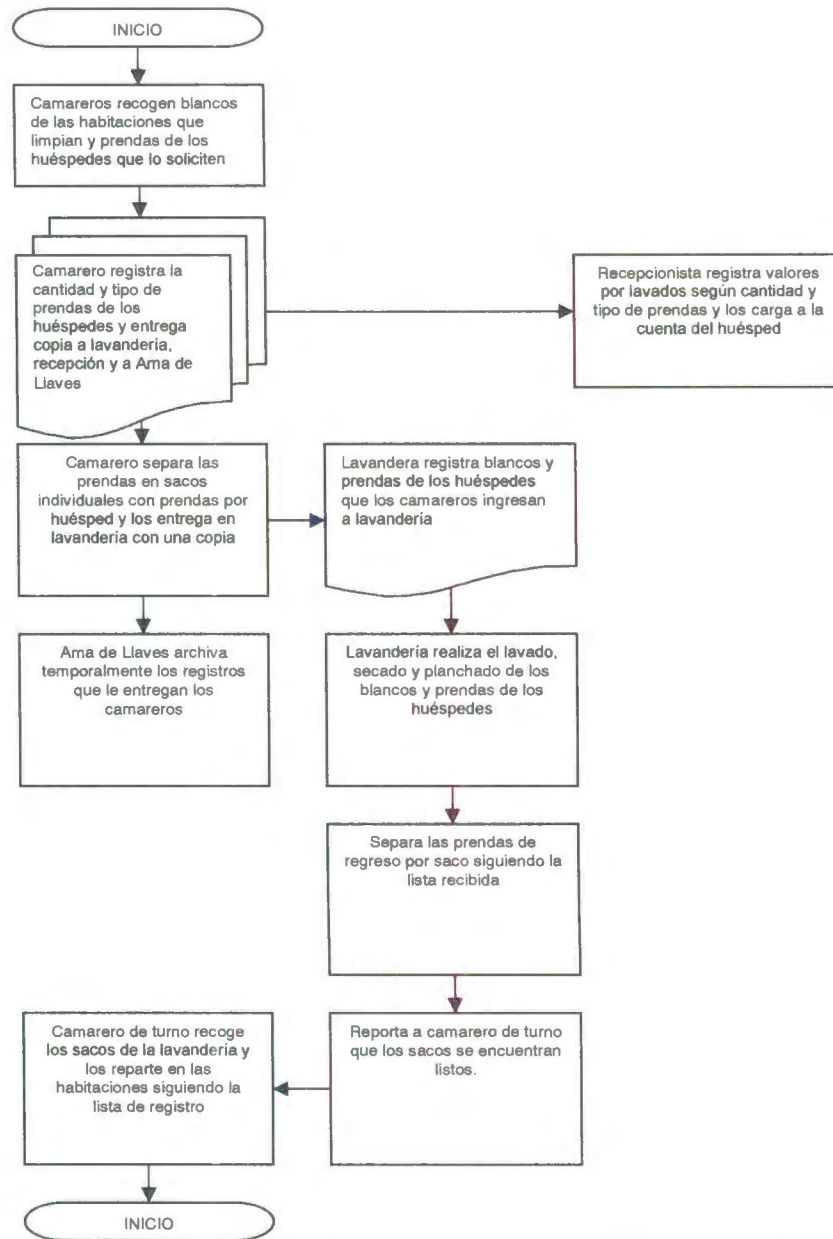 INICIO
Camareros recogen blancos
de las habitaciones que
limpian y prendas de los
huéspedes que lo soliciten
Camarero registra la
cantidad y tipo de
prendas de los
huéspedes y entrega
copia a lavandería,
recepción y a Ama de
Llaves
Recepcionista registra valores
por lavados según cantidad y
tipo de prendas y los carga a la
cuenta del huésped
Camarero separa las
prendas en sacos
individuales con prendas por
huésped y los entrega en
lavandería con una copia
Lavandera registra blancos y
prendas de los huéspedes
que los camareros ingresan
a lavandería
Ama de Llaves archiva
temporalmente los registros
que le entregan los
camareros
Lavandería realiza el lavado,
secado y planchado de los
blancos y prendas de los
huéspedes
Separa las prendas de
regreso por saco siguiendo la
lista recibida
Camarero de turno recoge
los sacos de la lavandería y
los reparte en las
habitaciones siguiendo la
lista de registro
Reporta a camarero de turno
que los sacos se encuentran
listos.
INICIO